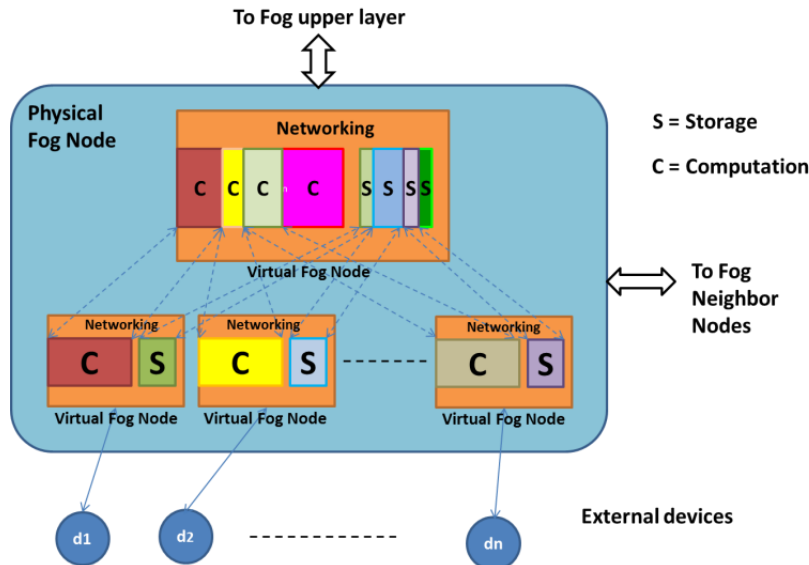 To Fog upper layer
Physical
Fog Node
Networking
C C C n C S S S S
Virtual Fog Node
S = Storage
C = Computation
To Fog
Neighbor
Nodes
Networking
C S
Virtual Fog Node
Networking
C S
Virtual Fog Node
Networking
C S
Virtual Fog Node
d1
d2
dn
External devices